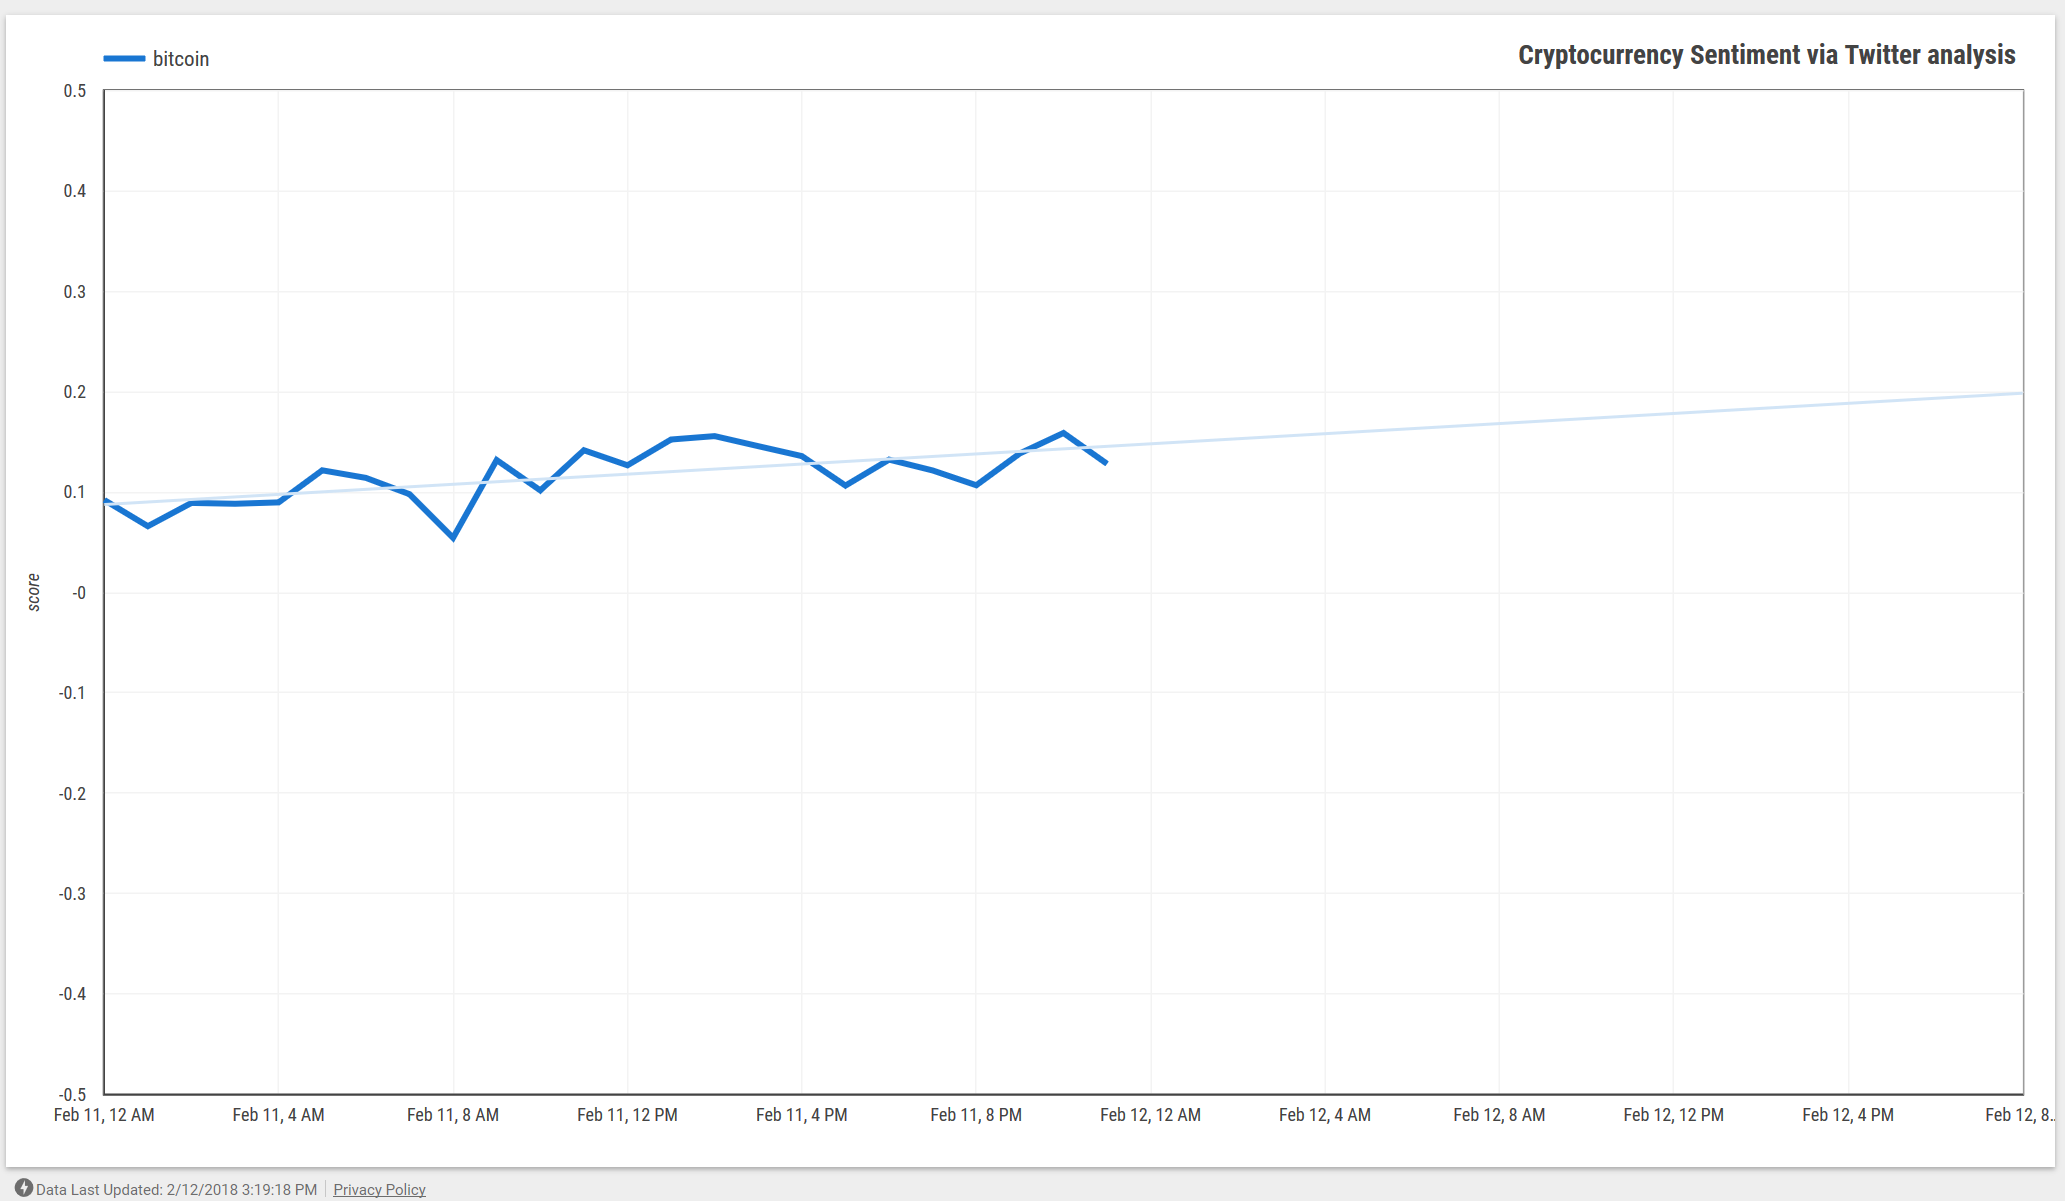 bitcoin
Cryptocurrency Sentiment via Twitter analysis
0.5
0.4
0.3
0.2
0.1
-0
-0.1
-0.2
-0.3
-0.4
-0.5
score
Feb 11, 12 AM Feb 11, 4 AM Feb 11, 8 AM Feb 11, 12 PM Feb 11, 4 PM Feb 11, 8 PM Feb 12, 12 AM Feb 12, 4 AM Feb 12, 8 AM Feb 12, 12 PM Feb 12, 4 PM Feb 12, 8..
Data Last Updated: 2/12/2018 3:19:18 PM Privacy Policy